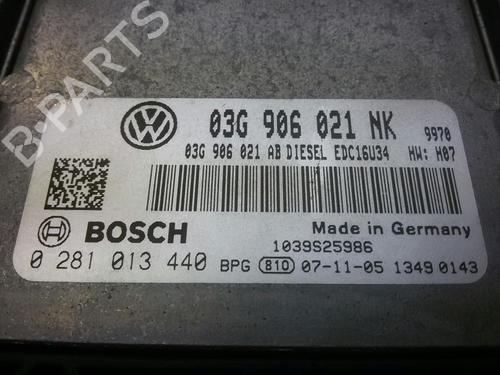 B-PARTS
03G 906 021 NK 9970
03G 906 021 AB DIESEL EDC16U34 HW: H07
BOSCH
Made in Germany
1039S25986
0 281 013 440 BPG 810 07-11-05 1349 0143